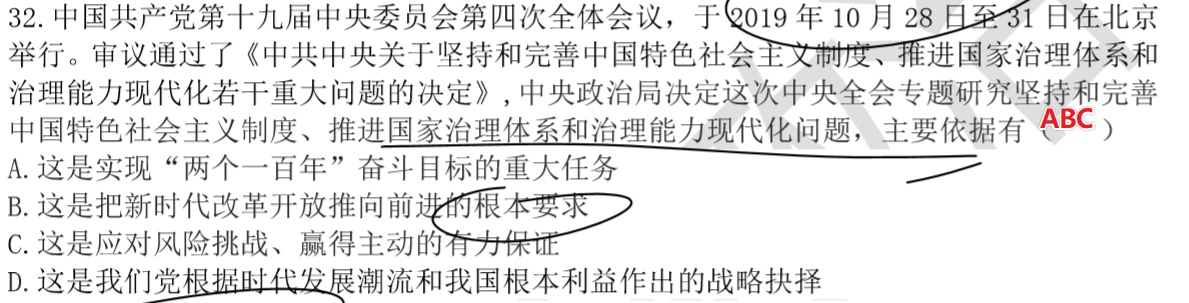 32.中国共产党第十九届中央委员会第四次全体会议，于2019年10月28日至31日在北京
举行。审议通过了《中共中央关于坚持和完善中国特色社会主义制度、推进国家治理体系和
治理能力现代化若干重大问题的决定》,中央政治局决定这次中央全会专题研究坚持和完善
中国特色社会主义制度、推进国家治理体系和治理能力现代化问题，主要依据有（ABC）
A.这是实现“两个一百年”奋斗目标的重大任务
B.这是把新时代改革开放推向前进的根本要求
C.这是应对风险挑战、赢得主动的有力保证
D.这是我们党根据时代发展潮流和我国根本利益作出的战略抉择